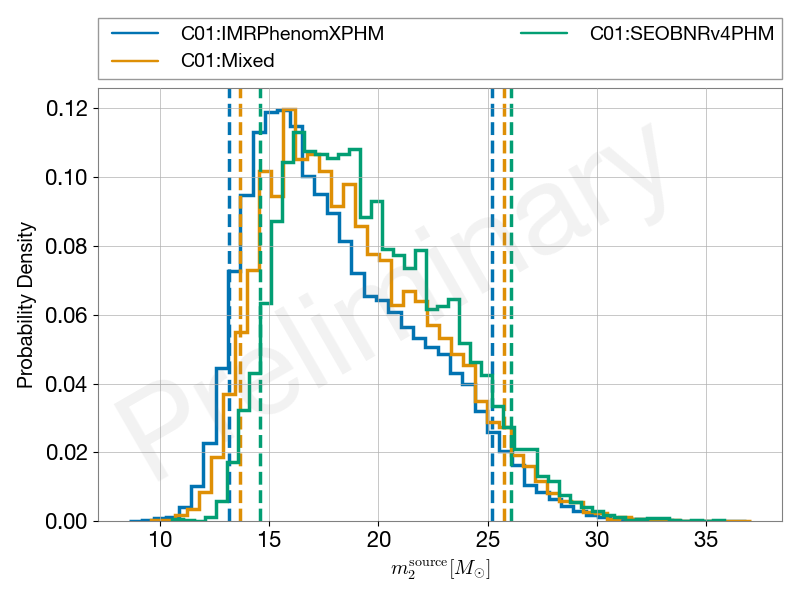 C01:IMRPhenomXPHM
C01:Mixed
C01:SEOBNRv4PHM
Preliminary
Probability Density
0.12
0.10
0.08
0.06
0.04
0.02
0.00
10 15 20 25 30 35
m₂^source [M_⊙]